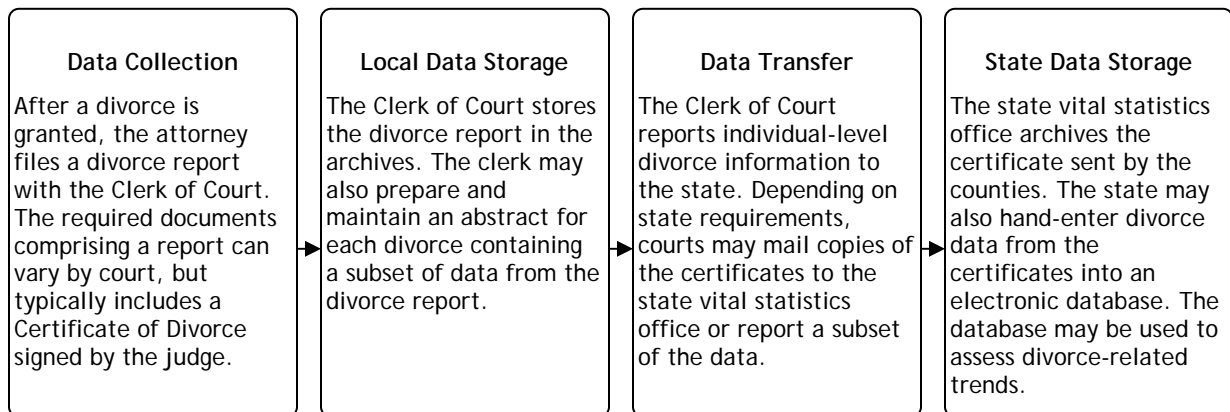 Data Collection
After a divorce is
granted, the attorney
files a divorce report
with the Clerk of Court.
The required documents
comprising a report can
vary by court, but
typically includes a
Certificate of Divorce
signed by the judge.
Local Data Storage
The Clerk of Court stores
the divorce report in the
archives. The clerk may
also prepare and
maintain an abstract for
each divorce containing
a subset of data from the
divorce report.
Data Transfer
The Clerk of Court
reports individual-level
divorce information to
the state. Depending on
state requirements,
courts may mail copies of
the certificates to the
state vital statistics
office or report a subset
of the data.
State Data Storage
The state vital statistics
office archives the
certificate sent by the
counties. The state may
also hand-enter divorce
data from the
certificates into an
electronic database. The
database may be used to
assess divorce-related
trends.